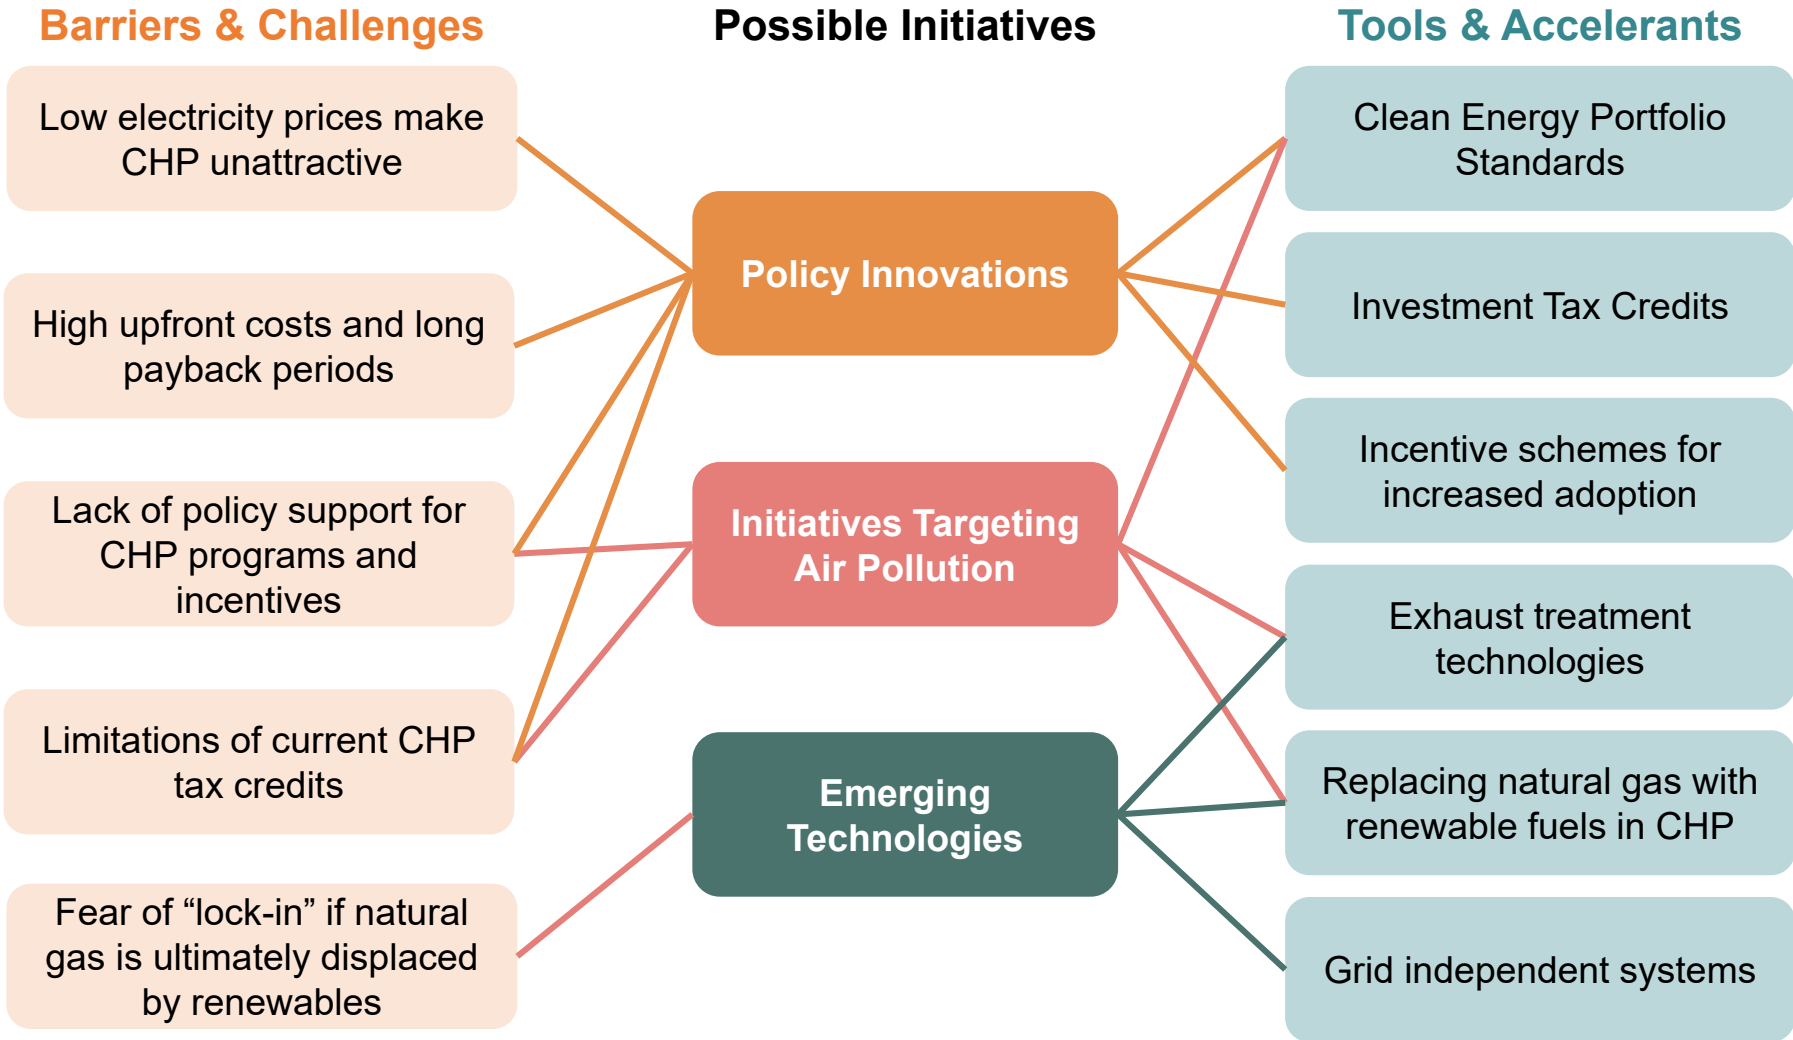 Barriers & Challenges
Low electricity prices make
CHP unattractive
High upfront costs and long
payback periods
Lack of policy support for
CHP programs and
incentives
Limitations of current CHP
tax credits
Fear of “lock-in” if natural
gas is ultimately displaced
by renewables
Possible Initiatives
Policy Innovations
Initiatives Targeting
Air Pollution
Emerging
Technologies
Tools & Accelerants
Clean Energy Portfolio
Standards
Investment Tax Credits
Incentive schemes for
increased adoption
Exhaust treatment
technologies
Replacing natural gas with
renewable fuels in CHP
Grid independent systems